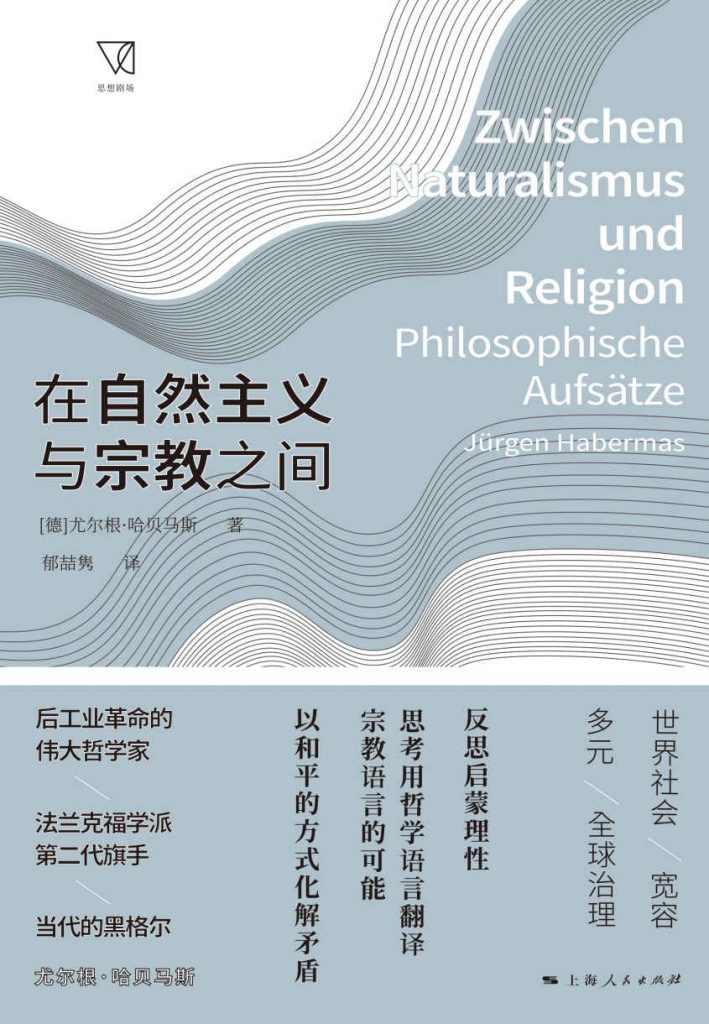 思想剧场
Zwischen
Naturalismus
und
Religion
Philosophische
Aufsätze
Jürgen Habermas
在自然主义
与宗教之间
[德]尤尔根·哈贝马斯 著
郁喆隽 译
后工业革命的
伟大哲学家
法兰克福学派
第二代旗手
当代的黑格尔
尤尔根·哈贝马斯
世界社会 宽容
多元 全球治理
反思启蒙理性
思考用哲学语言翻译
宗教语言的可能
以和平的方式化解矛盾
上海人民出版社